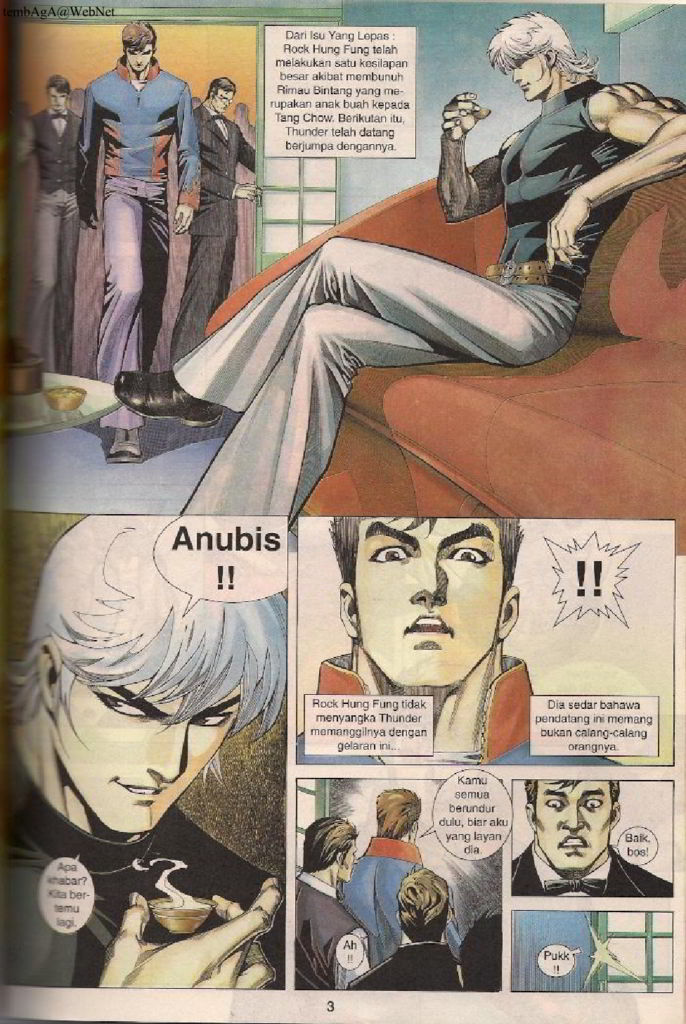 tembAgA@WebNet
Dari Isu Yang Lepas :
Rock Hung Fung telah
melakukan satu kesilapan
besar akibat membunuh
Rimau Bintang yang me-
rupakan anak buah kepada
Tang Chow. Berikutan itu,
Thunder telah datang
berjumpa dengannya.
Anubis
!!
Apa
khabar?
Kita ber-
temu
lagi.
!!
Rock Hung Fung tidak
menyangka Thunder
memanggilnya dengan
gelaran ini...
Dia sedar bahawa
pendatang ini memang
bukan calang-calang
orangnya.
Kamu
semua
berundur
dulu, biar aku
yang layan
dia.
Ah
!!
Baik,
bos!
Pukk
!!
3